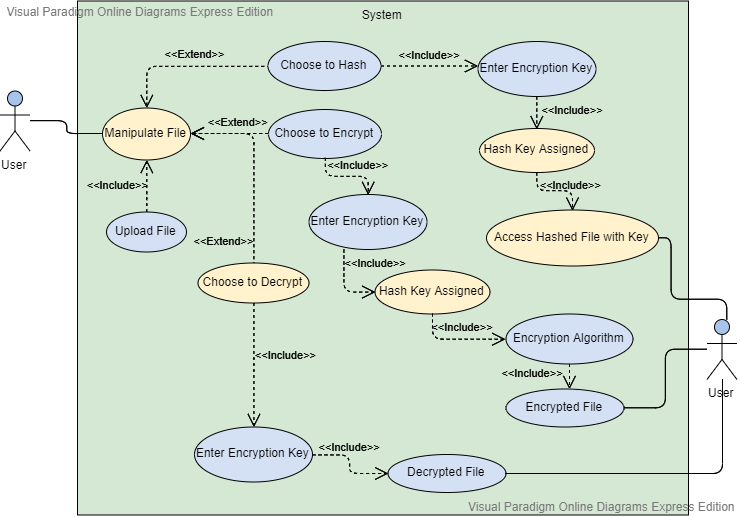 Visual Paradigm Online Diagrams Express Edition
System
<<Extend>>
Choose to Hash
<<Include>>
Enter Encryption Key
<<Include>>
User
Manipulate File
<<Extend>>
Choose to Encrypt
Hash Key Assigned
<<Include>>
<<Include>>
<<Include>>
Upload File
Enter Encryption Key
Access Hashed File with Key
<<Extend>>
<<Include>>
Choose to Decrypt
Hash Key Assigned
<<Include>>
Encryption Algorithm
<<Include>>
<<Include>>
User
Encrypted File
Enter Encryption Key
<<Include>>
Decrypted File
Visual Paradigm Online Diagrams Express Edition